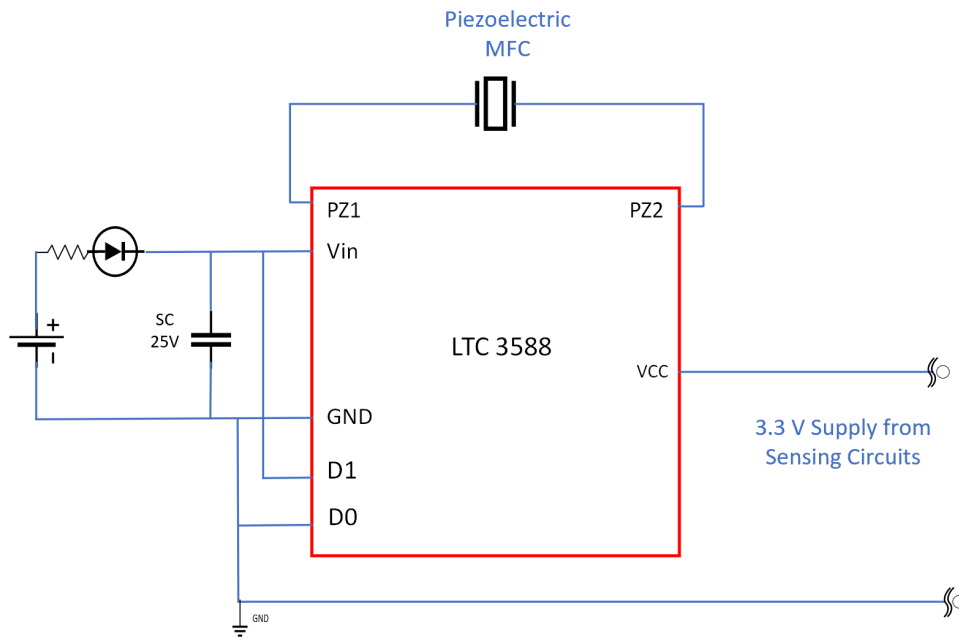 Piezoelectric
MFC
PZ1
PZ2
Vin
+
SC
25V
−
LTC 3588
VCC
GND
3.3 V Supply from
Sensing Circuits
D1
D0
GND